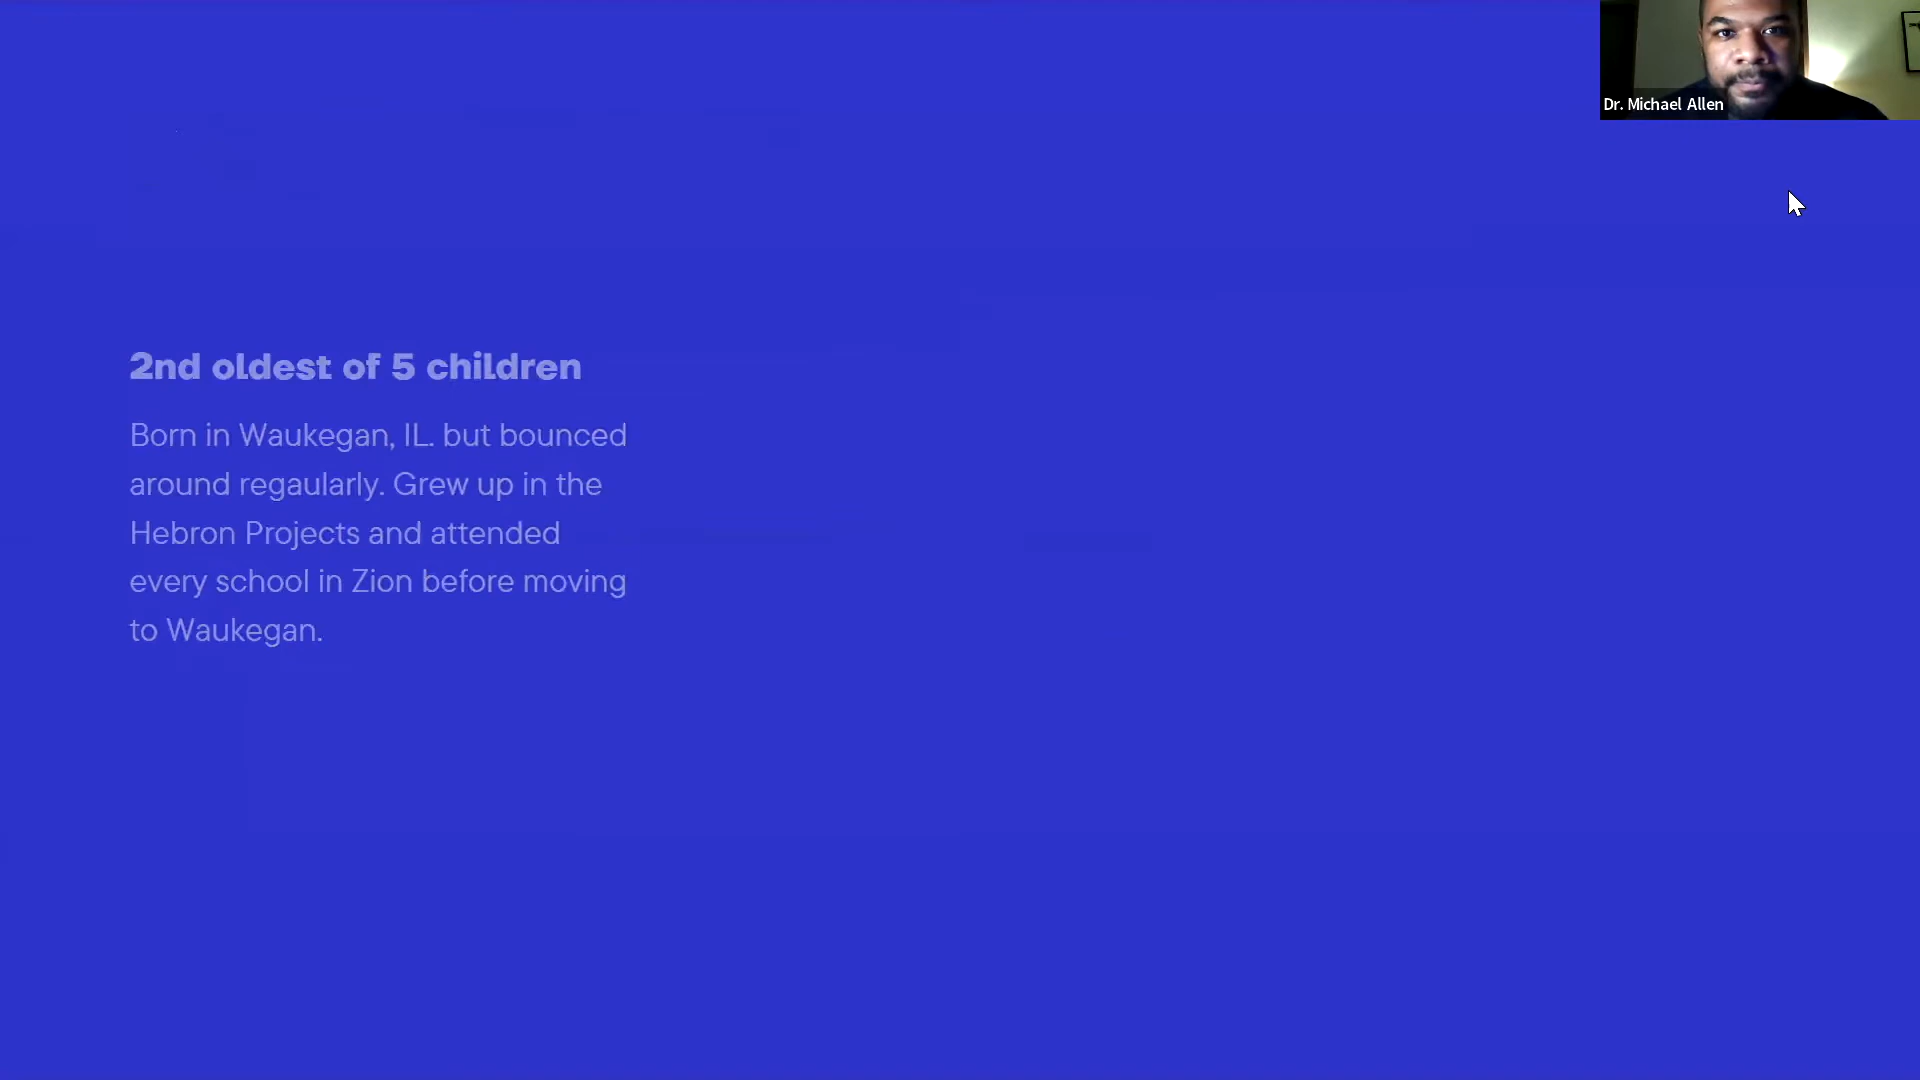 Dr. Michael Allen
2nd oldest of 5 children
Born in Waukegan, IL. but bounced
around regaularly. Grew up in the
Hebron Projects and attended
every school in Zion before moving
to Waukegan.